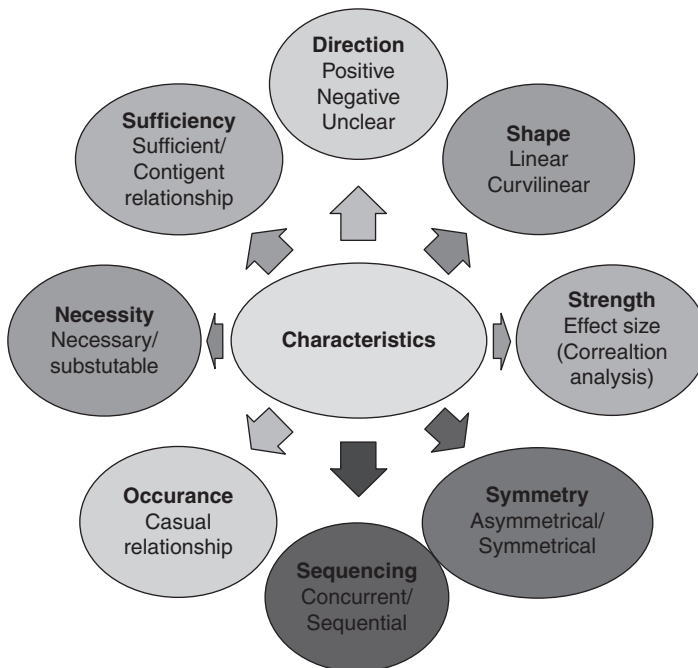 Direction
Positive
Negative
Unclear
Sufficiency
Sufficient/
Contigent
relationship
Shape
Linear
Curvilinear
Necessity
Necessary/
substutable
Characteristics
Strength
Effect size
(Correaltion
analysis)
Occurance
Casual
relationship
Symmetry
Asymmetrical/
Symmetrical
Sequencing
Concurrent/
Sequential